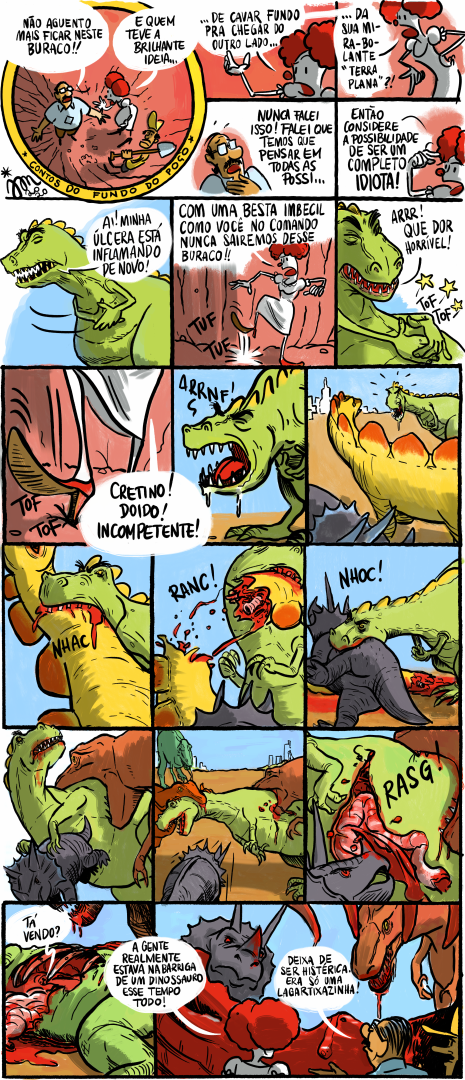 NÃO AGUENTO
MAIS FICAR NESTE
BURACO!!
E QUEM
TEVE A
BRILHANTE
IDEIA...
... DE CAVAR FUNDO
PRA CHEGAR DO
OUTRO LADO...
... DA
SUA MI-
RA-BO-
LANTE
"TERRA
PLANA"?!
* CONTOS DO FUNDO DO POÇO *
NUNCA FALEI
ISSO! FALEI QUE
TEMOS QUE
PENSAR EM
TODAS AS
POSSI...
ENTÃO
CONSIDERE
A POSSIBILIDADE
DE SER UM
COMPLETO
IDIOTA!
AI! MINHA
ÚLCERA ESTÁ
INFLAMANDO
DE NOVO!
COM UMA BESTA IMBECIL
COMO VOCÊ NO COMANDO
NUNCA SAIREMOS DESSE
BURACO!!
TUF
TUF
ARRR!
QUE DOR
HORRÍVEL!
TOF
TOF
TOF
TOF
CRETINO!
DOIDO!
INCOMPETENTE!
ARRNF!
NHAC
RANC!
NHOC!
RASG!
TÁ
VENDO?
A GENTE
REALMENTE
ESTAVA NA BARRIGA
DE UM DINOSSAURO
ESSE TEMPO
TODO!
DEIXA DE
SER HISTÉRICA.
ERA SÓ UMA
LAGARTIXAZINHA!